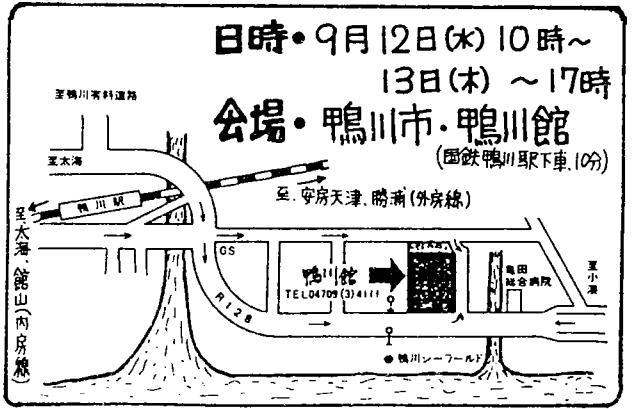 日時・9月12日(水)10時～
13日(木)～17時
会場・鴨川市・鴨川館
(国鉄鴨川駅下車、10分)
至鴨川有料道路
至太海
鴨川駅
至、安房天津、勝浦(外房線)
至太海、館山(内房線)
GS
R128
鴨川館
TEL04709(3)4111
亀田
総合病院
至小湊
●鴨川シーワールド